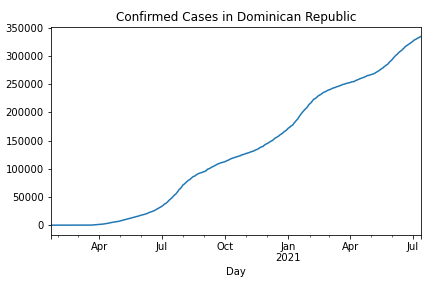 Confirmed Cases in Dominican Republic
350000
300000
250000
200000
150000
100000
50000
0
Apr
Jul
Oct
Jan
2021
Apr
Jul
Day